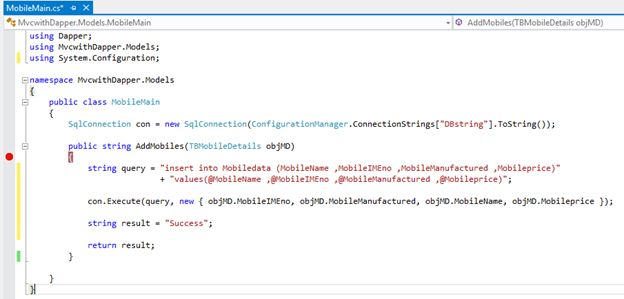 MobileMain.cs*
MvcwithDapper.Models.MobileMain
AddMobiles(TBMobileDetails objMD)
using Dapper;
using MvcwithDapper.Models;
using System.Configuration;
namespace MvcwithDapper.Models
{
public class MobileMain
{
SqlConnection con = new SqlConnection(ConfigurationManager.ConnectionStrings["DBstring"].ToString());
public string AddMobiles(TBMobileDetails objMD)
{
string query = "insert into Mobiledata (MobileName ,MobileIMEno ,MobileManufactured ,Mobileprice)"
+ "values(@MobileName ,@MobileIMEno ,@MobileManufactured ,@Mobileprice)";
con.Execute(query, new { objMD.MobileIMEno, objMD.MobileManufactured, objMD.MobileName, objMD.Mobileprice });
string result = "Success";
return result;
}
}
}